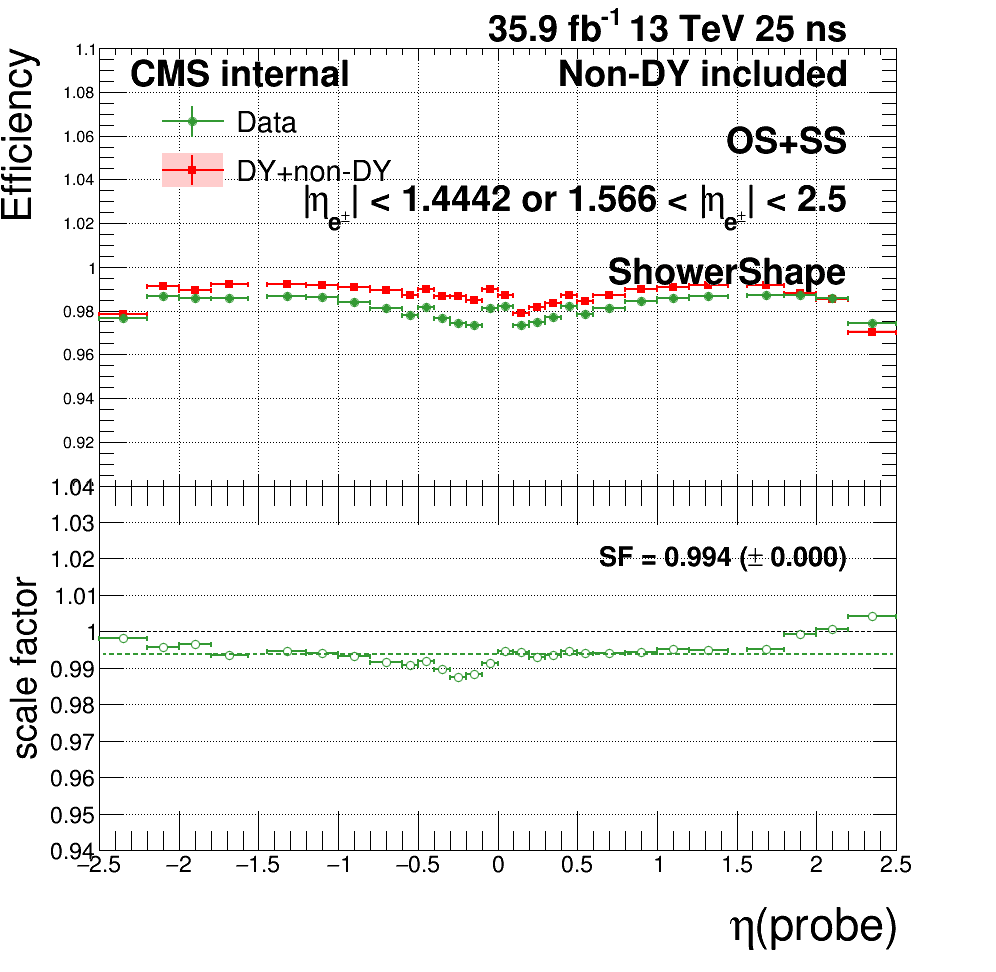 35.9 fb⁻¹ 13 TeV 25 ns
Efficiency
1.1
1.08
1.06
1.04
1.02
1
0.98
0.96
0.94
0.92
CMS internal
Non-DY included
Data
OS+SS
DY+non-DY
|η_e±| < 1.4442 or 1.566 < |η_e±| < 2.5
ShowerShape
scale factor
1.04
1.03
1.02
1.01
1
0.99
0.98
0.97
0.96
0.95
0.94
SF = 0.994 (± 0.000)
−2.5 −2 −1.5 −1 −0.5 0 0.5 1 1.5 2 2.5
η(probe)